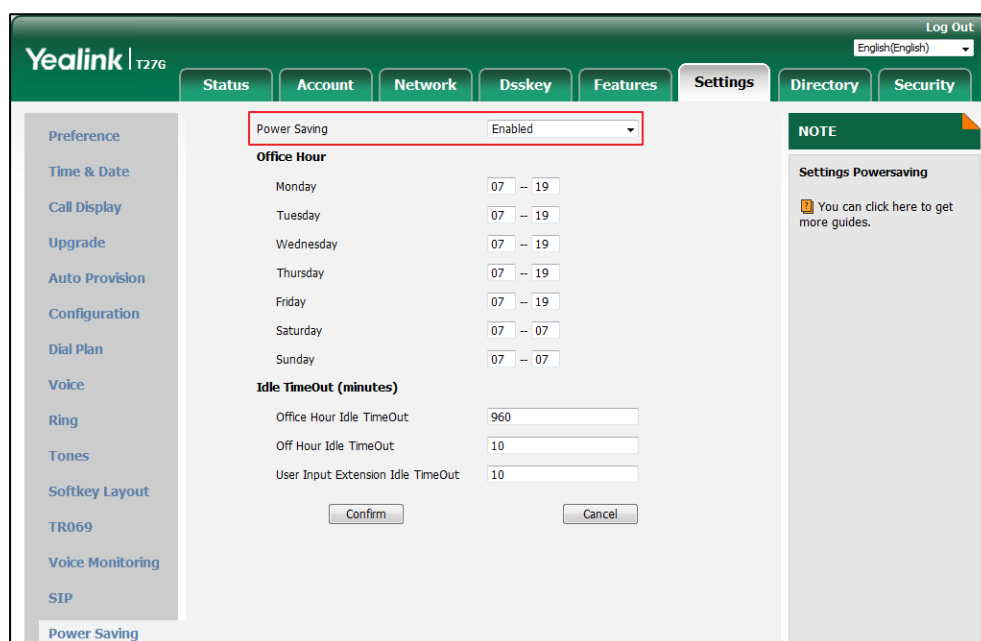 Log Out
Yealink | T27G
English(English)
Status Account Network Dsskey Features Settings Directory Security
Preference
Time & Date
Call Display
Upgrade
Auto Provision
Configuration
Dial Plan
Voice
Ring
Tones
Softkey Layout
TR069
Voice Monitoring
SIP
Power Saving
Power Saving Enabled
Office Hour
Monday 07 -- 19
Tuesday 07 -- 19
Wednesday 07 -- 19
Thursday 07 -- 19
Friday 07 -- 19
Saturday 07 -- 07
Sunday 07 -- 07
Idle TimeOut (minutes)
Office Hour Idle TimeOut 960
Off Hour Idle TimeOut 10
User Input Extension Idle TimeOut 10
Confirm Cancel
NOTE
Settings Powersaving
? You can click here to get
more guides.